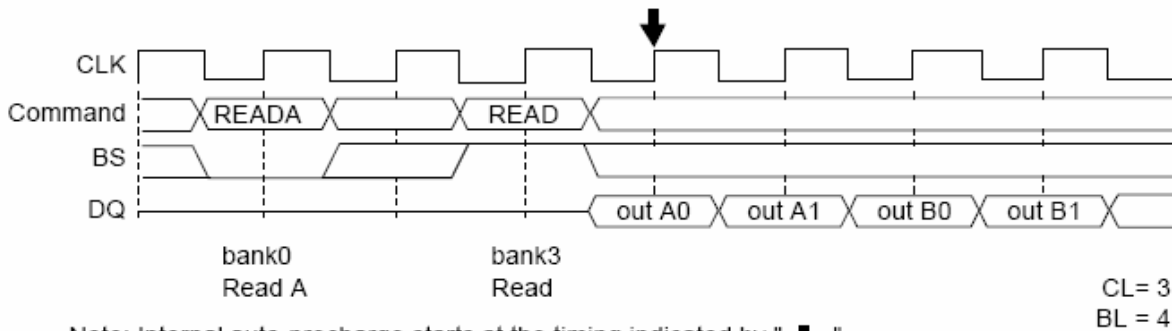 CLK
Command READA READ
BS
DQ out A0 out A1 out B0 out B1
bank0 bank3
Read A Read
CL= 3
BL = 4
Note: Internal auto-precharge starts at the timing indicated by " "